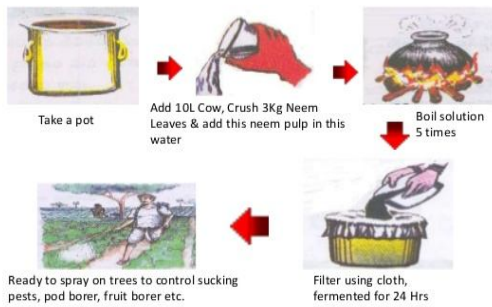 Take a pot
Add 10L Cow, Crush 3Kg Neem
Leaves & add this neem pulp in this
water
Boil solution
5 times
Filter using cloth,
fermented for 24 Hrs
Ready to spray on trees to control sucking
pests, pod borer, fruit borer etc.